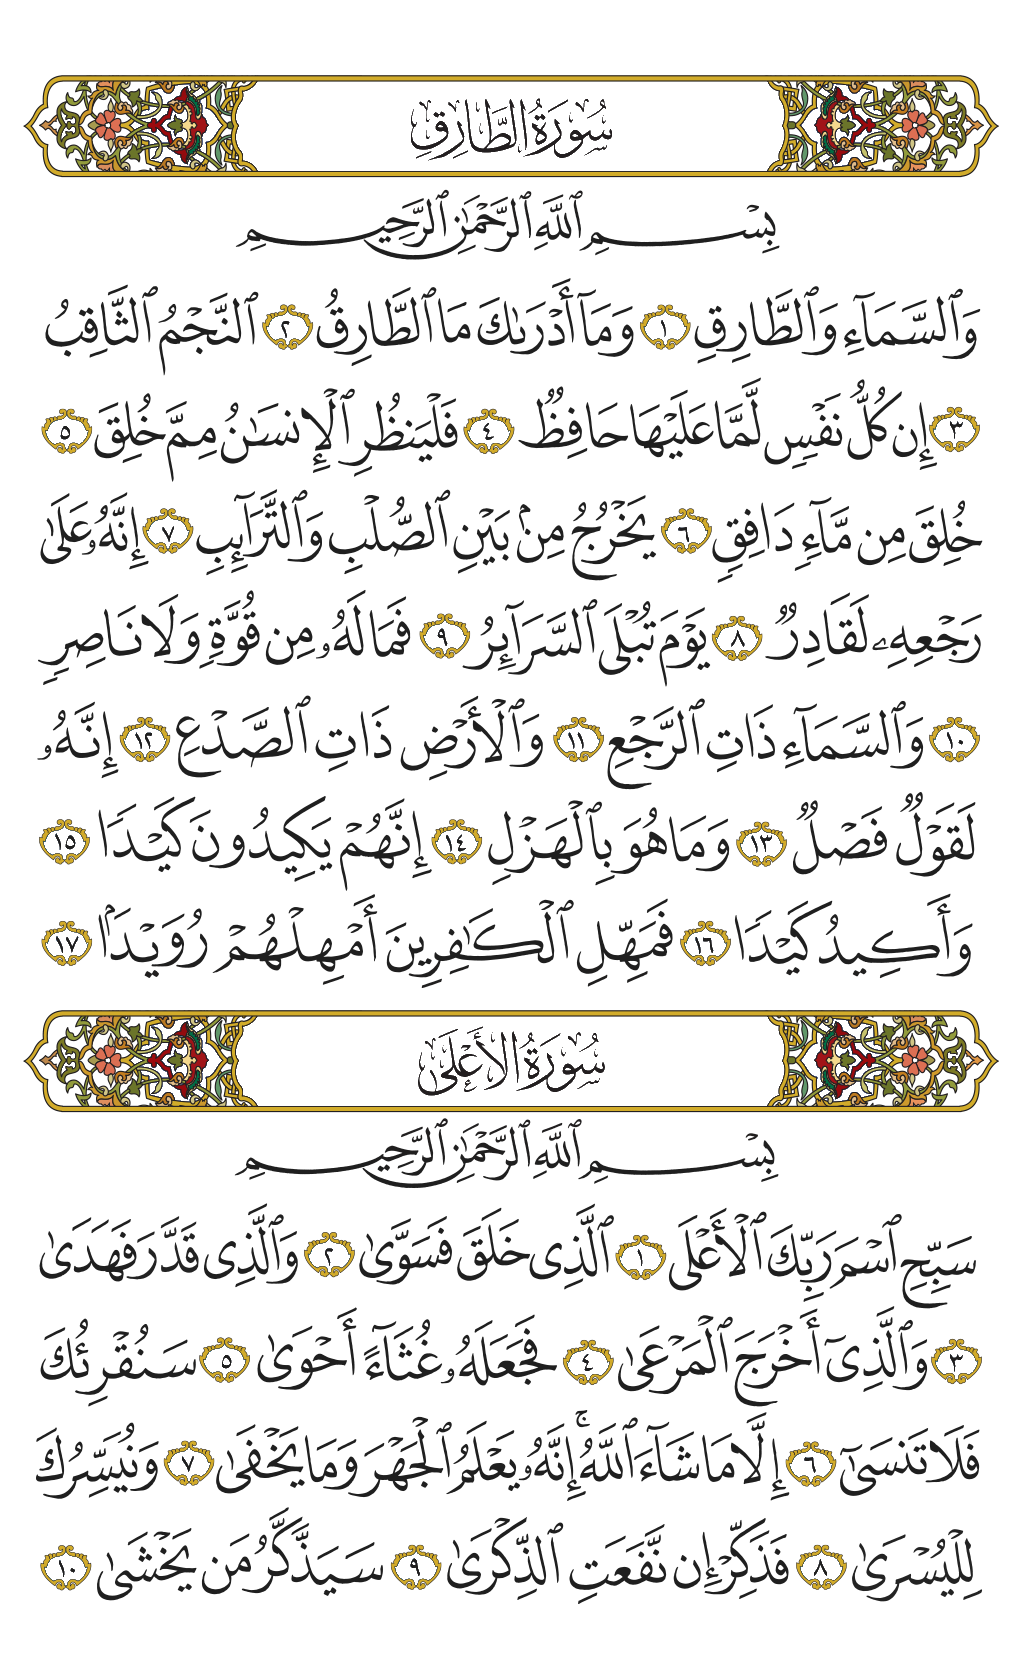 سُورَةُ الطَّارِقِ
بِسْمِ ٱللَّهِ ٱلرَّحْمَٰنِ ٱلرَّحِيمِ
وَٱلسَّمَآءِ وَٱلطَّارِقِ ١ وَمَآ أَدْرَىٰكَ مَا ٱلطَّارِقُ ٢ ٱلنَّجْمُ ٱلثَّاقِبُ
٣ إِن كُلُّ نَفْسٍ لَّمَّا عَلَيْهَا حَافِظٌ ٤ فَلْيَنظُرِ ٱلْإِنسَٰنُ مِمَّ خُلِقَ ٥
خُلِقَ مِن مَّآءٍ دَافِقٍ ٦ يَخْرُجُ مِنۢ بَيْنِ ٱلصُّلْبِ وَٱلتَّرَآئِبِ ٧ إِنَّهُۥ عَلَىٰ
رَجْعِهِۦ لَقَادِرٌ ٨ يَوْمَ تُبْلَى ٱلسَّرَآئِرُ ٩ فَمَا لَهُۥ مِن قُوَّةٍ وَلَا نَاصِرٍ
١٠ وَٱلسَّمَآءِ ذَاتِ ٱلرَّجْعِ ١١ وَٱلْأَرْضِ ذَاتِ ٱلصَّدْعِ ١٢ إِنَّهُۥ
لَقَوْلٌ فَصْلٌ ١٣ وَمَا هُوَ بِٱلْهَزْلِ ١٤ إِنَّهُمْ يَكِيدُونَ كَيْدًا ١٥
وَأَكِيدُ كَيْدًا ١٦ فَمَهِّلِ ٱلْكَٰفِرِينَ أَمْهِلْهُمْ رُوَيْدًۢا ١٧
سُورَةُ الأَعْلَىٰ
بِسْمِ ٱللَّهِ ٱلرَّحْمَٰنِ ٱلرَّحِيمِ
سَبِّحِ ٱسْمَ رَبِّكَ ٱلْأَعْلَى ١ ٱلَّذِى خَلَقَ فَسَوَّىٰ ٢ وَٱلَّذِى قَدَّرَ فَهَدَىٰ
٣ وَٱلَّذِىٓ أَخْرَجَ ٱلْمَرْعَىٰ ٤ فَجَعَلَهُۥ غُثَآءً أَحْوَىٰ ٥ سَنُقْرِئُكَ
فَلَا تَنسَىٰٓ ٦ إِلَّا مَا شَآءَ ٱللَّهُۚ إِنَّهُۥ يَعْلَمُ ٱلْجَهْرَ وَمَا يَخْفَىٰ ٧ وَنُيَسِّرُكَ
لِلْيُسْرَىٰ ٨ فَذَكِّرْ إِن نَّفَعَتِ ٱلذِّكْرَىٰ ٩ سَيَذَّكَّرُ مَن يَخْشَىٰ ١٠